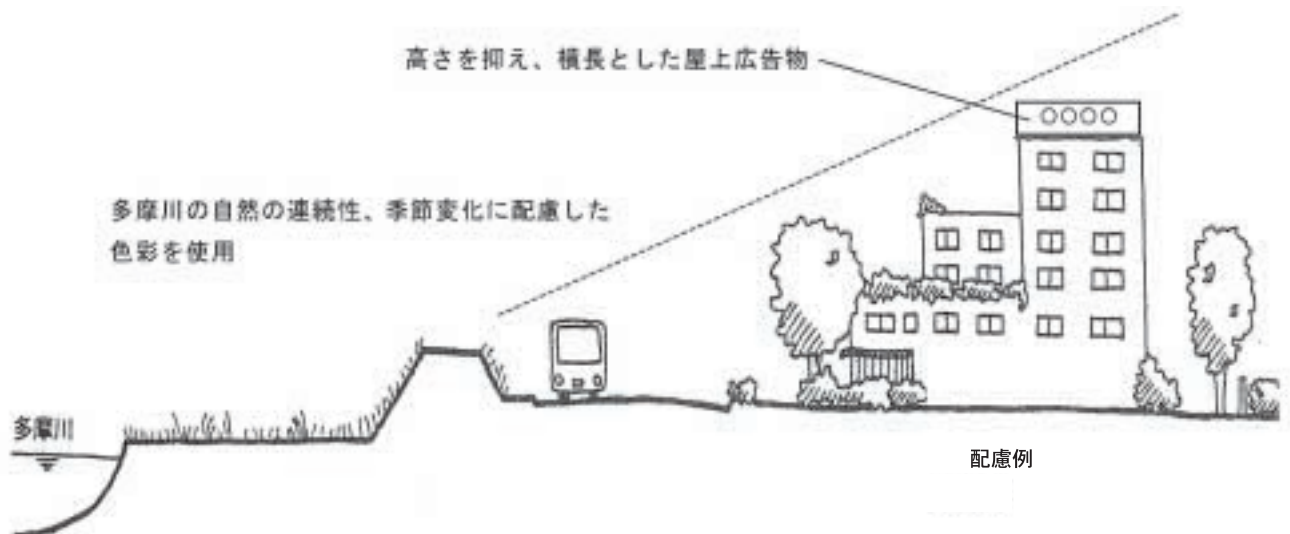 高さを抑え、横長とした屋上広告物
○○○○
多摩川の自然の連続性、季節変化に配慮した
色彩を使用
多摩川
配慮例